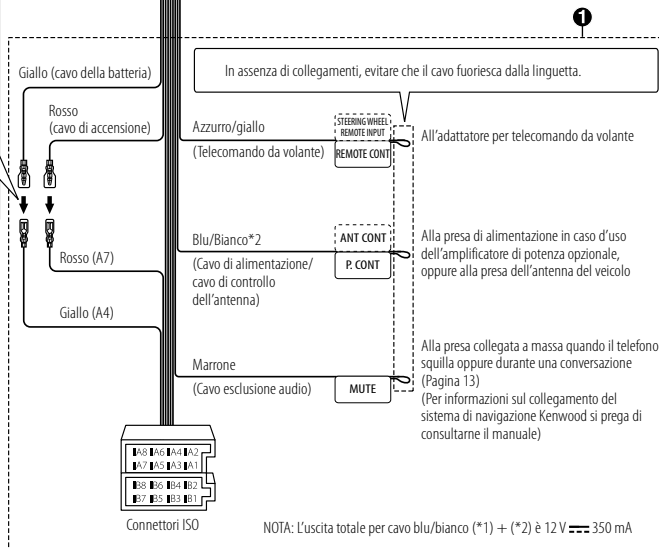 ❶
Giallo (cavo della batteria)
In assenza di collegamenti, evitare che il cavo fuoriesca dalla linguetta.
Rosso
(cavo di accensione)
Azzurro/giallo
(Telecomando da volante)
STEERING WHEEL
REMOTE INPUT
REMOTE CONT
All'adattatore per telecomando da volante
Blu/Bianco*2
(Cavo di alimentazione/
cavo di controllo
dell'antenna)
ANT CONT
P. CONT
Alla presa di alimentazione in caso d'uso
dell'amplificatore di potenza opzionale,
oppure alla presa dell'antenna del veicolo
Rosso (A7)
Giallo (A4)
Marrone
(Cavo esclusione audio)
MUTE
Alla presa collegata a massa quando il telefono
squilla oppure durante una conversazione
(Pagina 13)
(Per informazioni sul collegamento del
sistema di navigazione Kenwood si prega di
consultarne il manuale)
A8 A6 A4 A2
A7 A5 A3 A1
B8 B6 B4 B2
B7 B5 B3 B1
Connettori ISO
NOTA: L'uscita totale per cavo blu/bianco (*1) + (*2) è 12 V ⎓ 350 mA